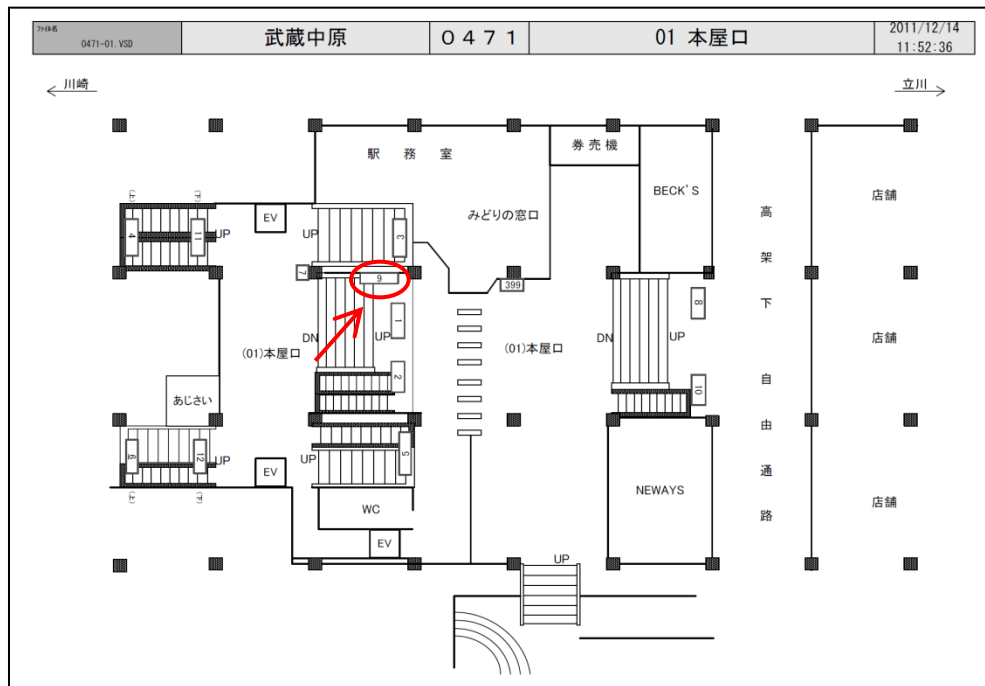 ファイル名
0471-01.VSD
武蔵中原
０４７１
01 本屋口
2011/12/14
11:52:36
川崎
立川
駅務室
券売機
BECK'S
店舗
みどりの窓口
高架下自由通路
(上)
(下)
EV
UP
UP
4
11
3
7
9
399
1
8
DN
UP
(01)本屋口
(01)本屋口
DN
UP
店舗
2
10
あじさい
6
12
UP
EV
UP
5
NEWAYS
店舗
(上)
(下)
WC
EV
UP